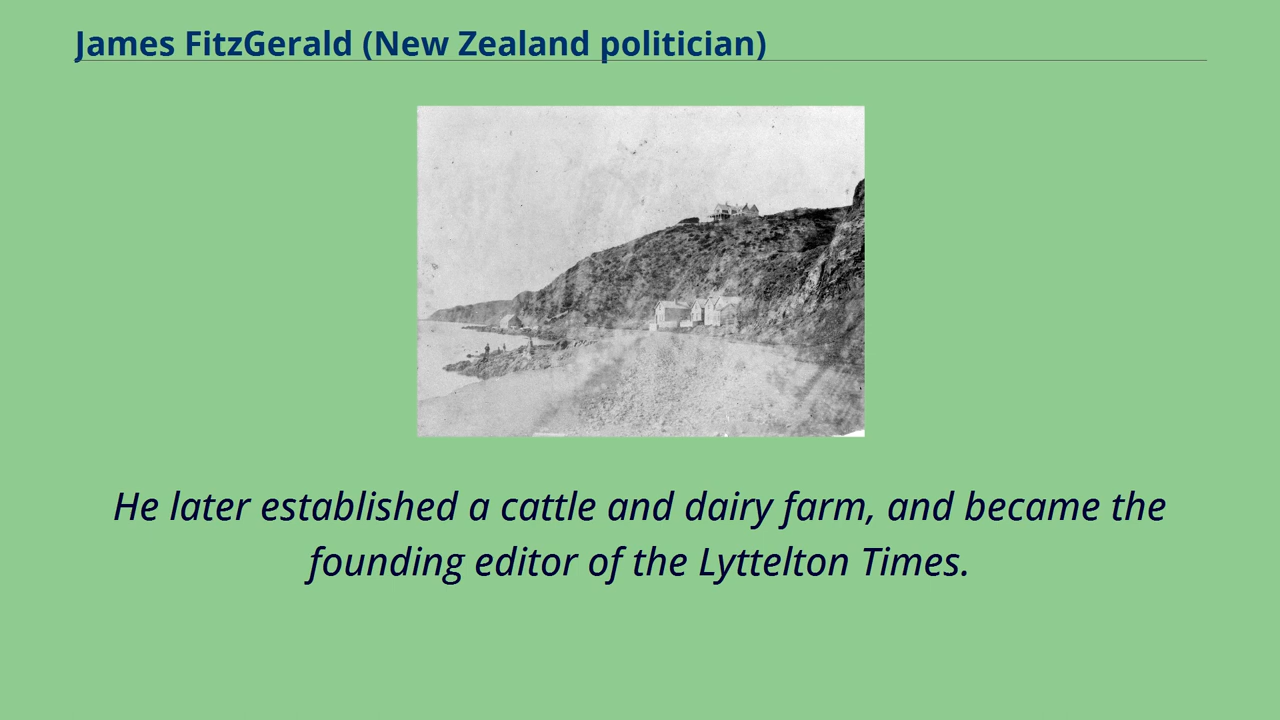 James FitzGerald (New Zealand politician)
He later established a cattle and dairy farm, and became the
founding editor of the Lyttelton Times.